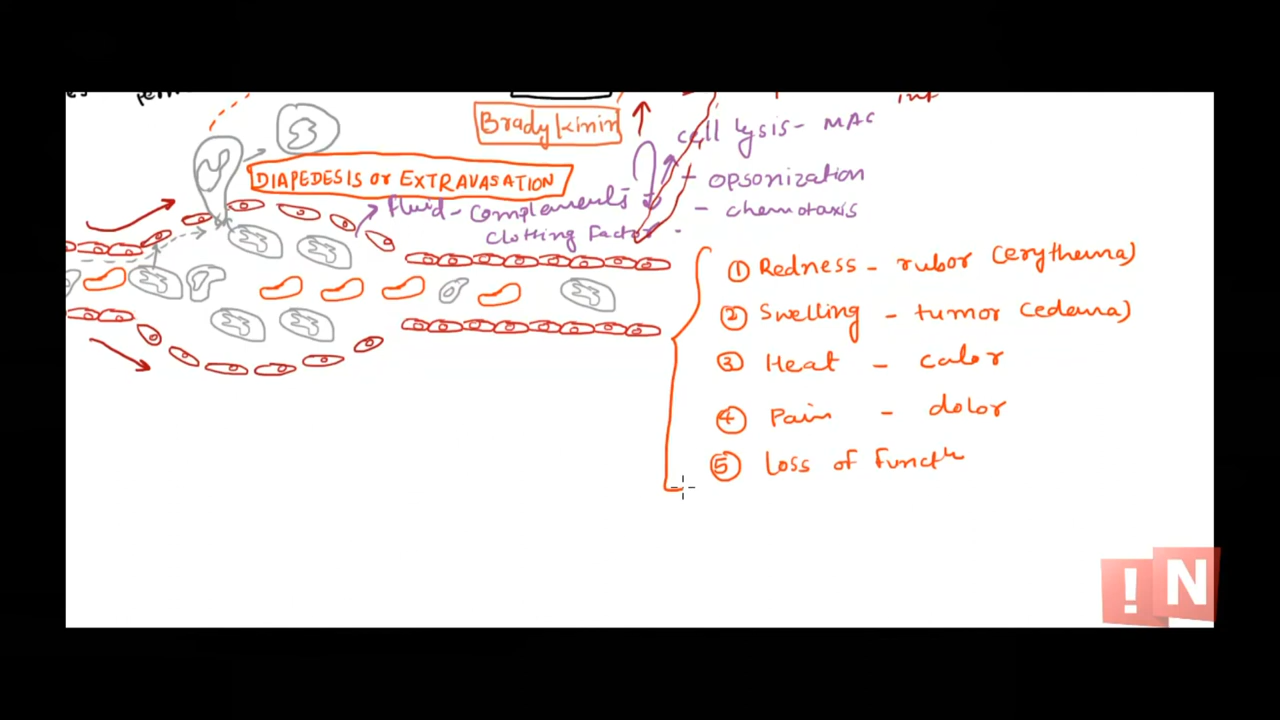 Bradykinin
cell lysis - MAC
DIAPEDESIS or EXTRAVASATION
- opsonization
fluid - complements
- chemotaxis
clotting Factor
① Redness - rubor (erythema)
② Swelling - tumor (edema)
③ Heat - calor
④ Pain - dolor
⑤ Loss of Functn
!N